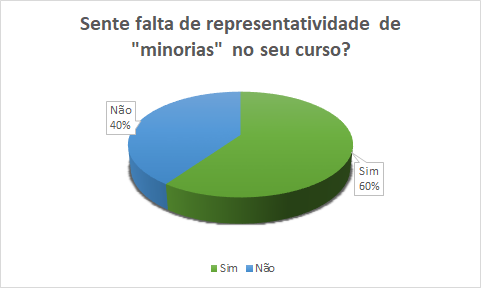 Sente falta de representatividade de
"minorias" no seu curso?
Não
40%
Sim
60%
Sim Não